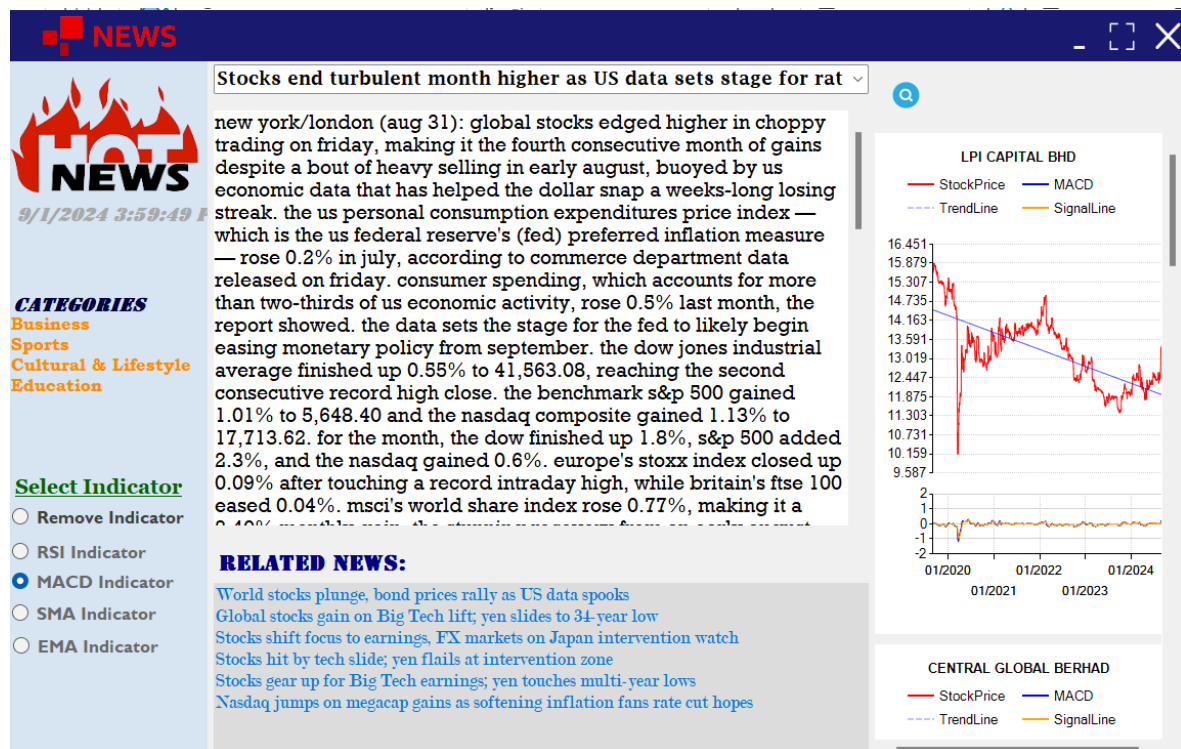 NEWS
HOT
NEWS
9/1/2024 3:59:49
CATEGORIES
Business
Sports
Cultural & Lifestyle
Education
Select Indicator
Remove Indicator
RSI Indicator
MACD Indicator
SMA Indicator
EMA Indicator
Stocks end turbulent month higher as US data sets stage for rat
new york/london (aug 31): global stocks edged higher in choppy
trading on friday, making it the fourth consecutive month of gains
despite a bout of heavy selling in early august, buoyed by us
economic data that has helped the dollar snap a weeks-long losing
streak. the us personal consumption expenditures price index —
which is the us federal reserve's (fed) preferred inflation measure
— rose 0.2% in july, according to commerce department data
released on friday. consumer spending, which accounts for more
than two-thirds of us economic activity, rose 0.5% last month, the
report showed. the data sets the stage for the fed to likely begin
easing monetary policy from september. the dow jones industrial
average finished up 0.55% to 41,563.08, reaching the second
consecutive record high close. the benchmark s&p 500 gained
1.01% to 5,648.40 and the nasdaq composite gained 1.13% to
17,713.62. for the month, the dow finished up 1.8%, s&p 500 added
2.3%, and the nasdaq gained 0.6%. europe's stoxx index closed up
0.09% after touching a record intraday high, while britain's ftse 100
eased 0.04%. msci's world share index rose 0.77%, making it a
RELATED NEWS:
World stocks plunge, bond prices rally as US data spooks
Global stocks gain on Big Tech lift; yen slides to 34-year low
Stocks shift focus to earnings, FX markets on Japan intervention watch
Stocks hit by tech slide; yen flails at intervention zone
Stocks gear up for Big Tech earnings; yen touches multi-year lows
Nasdaq jumps on megacap gains as softening inflation fans rate cut hopes
LPI CAPITAL BHD
StockPrice MACD
TrendLine SignalLine
16.451
15.879
15.307
14.735
14.163
13.591
13.019
12.447
11.875
11.303
10.731
10.159
9.587
2
1
0
-1
-2
01/2020 01/2022 01/2024
01/2021 01/2023
CENTRAL GLOBAL BERHAD
StockPrice MACD
TrendLine SignalLine